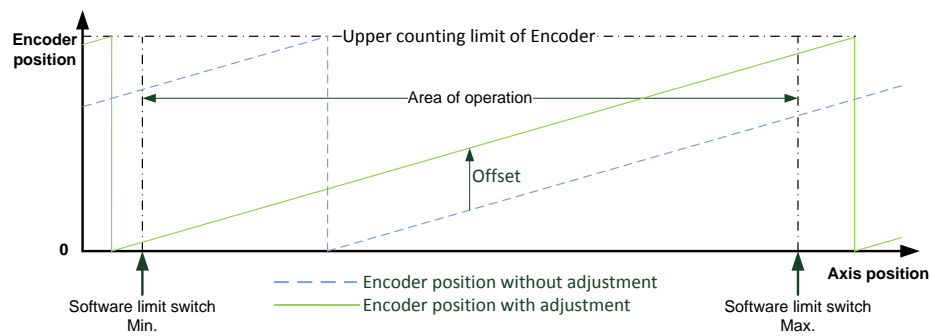 Encoder
position
Upper counting limit of Encoder
Area of operation
Offset
0
Axis position
Encoder position without adjustment
Encoder position with adjustment
Software limit switch
Min.
Software limit switch
Max.